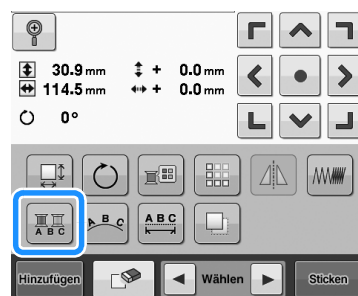 30.9 mm + 0.0 mm
114.5 mm + 0.0 mm
0°
A B C
A B C
A B C
Hinzufügen Wählen Sticken